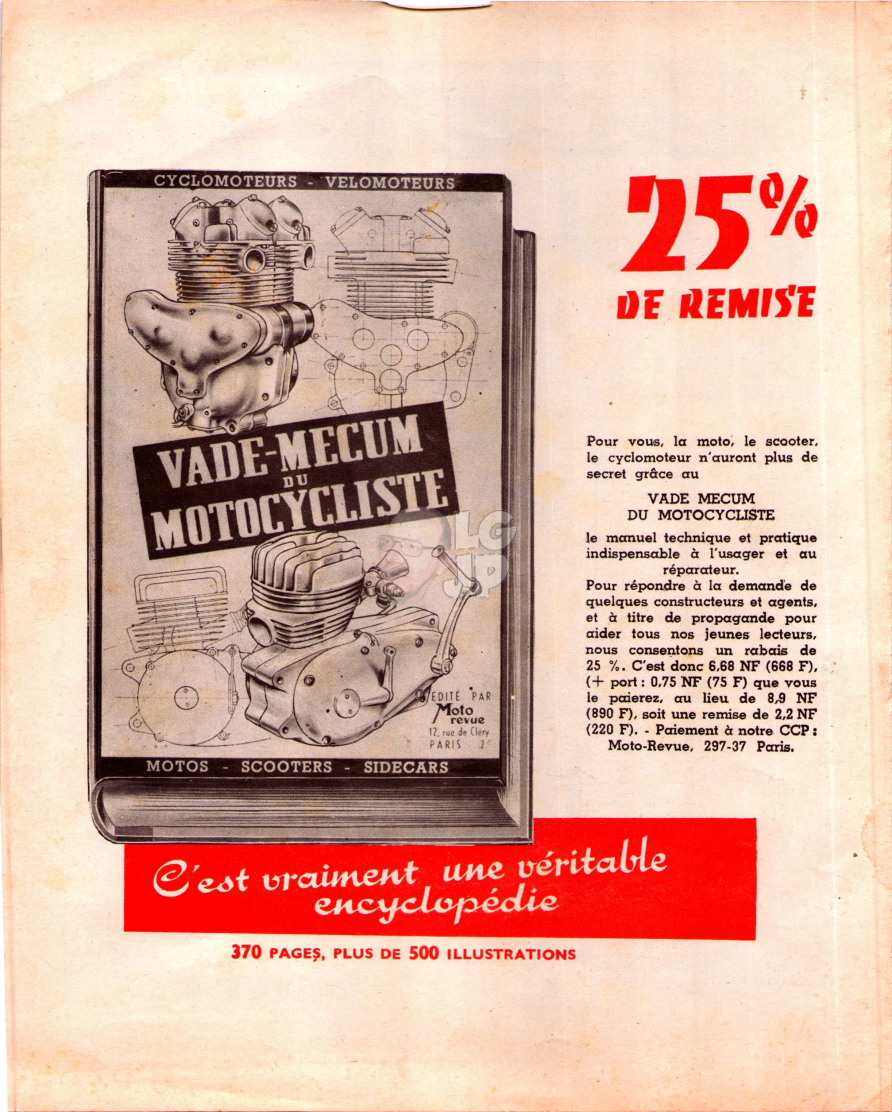 CYCLOMOTEURS - VELOMOTEURS
VADE-MECUM
DU
MOTOCYCLISTE
EDITÉ PAR
Moto
revue
12, rue de Clery
PARIS 2e
MOTOS - SCOOTERS - SIDECARS
25%
DE REMISE
Pour vous, la moto, le scooter,
le cyclomoteur n'auront plus de
secret grâce au
VADE MECUM
DU MOTOCYCLISTE
le manuel technique et pratique
indispensable à l'usager et au
réparateur.
Pour répondre à la demande de
quelques constructeurs et agents,
et à titre de propagande pour
aider tous nos jeunes lecteurs,
nous consentons un rabais de
25 %. C'est donc 6,68 NF (668 F),
(+ port : 0,75 NF (75 F) que vous
le paierez, au lieu de 8,9 NF
(890 F), soit une remise de 2,2 NF
(220 F). - Paiement à notre CCP :
Moto-Revue, 297-37 Paris.
C'est vraiment une véritable
encyclopédie
370 PAGES, PLUS DE 500 ILLUSTRATIONS
LG
JP